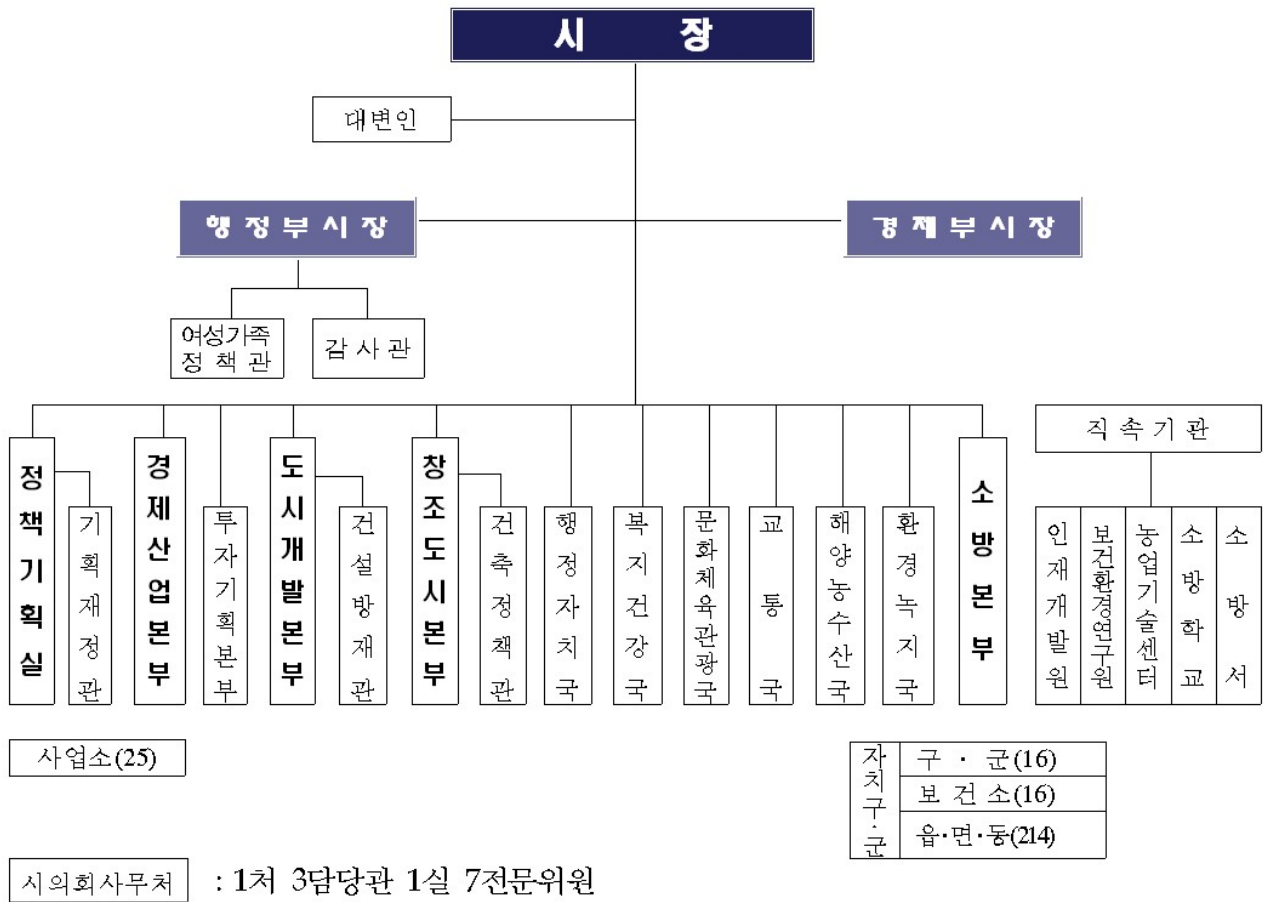 시 장
대변인
행정부시장
경제부시장
여성가족
정책관
감사관
직속기관
정책기획실
기획재정관
경제산업본부
투자기획본부
도시개발본부
건설방재관
창조도시본부
건축정책관
행정자치국
복지건강국
문화체육관광국
교통국
해양농수산국
환경녹지국
소방본부
인재개발원
보건환경연구원
농업기술센터
소방학교
소방서
사업소(25)
자치구·군
구 · 군(16)
보건소(16)
읍·면·동(214)
시의회사무처 : 1처 3담당관 1실 7전문위원